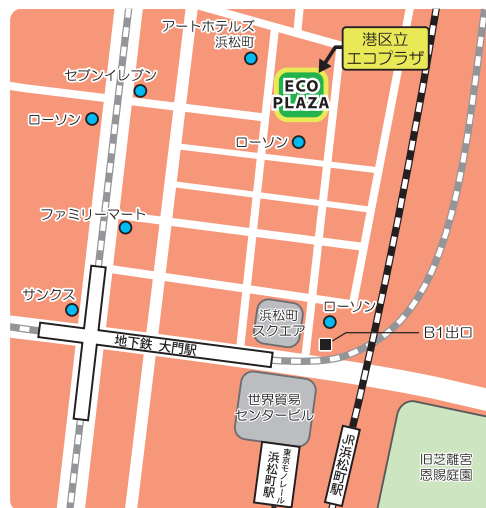 アートホテルズ
浜松町
港区立
エコプラザ
セブンイレブン
ECO
PLAZA
ローソン
ローソン
ファミリーマート
サンクス
浜松町
スクエア
ローソン
B1出口
地下鉄 大門駅
世界貿易
センタービル
JR浜松町駅
東京モノレール
浜松町駅
旧芝離宮
恩賜庭園